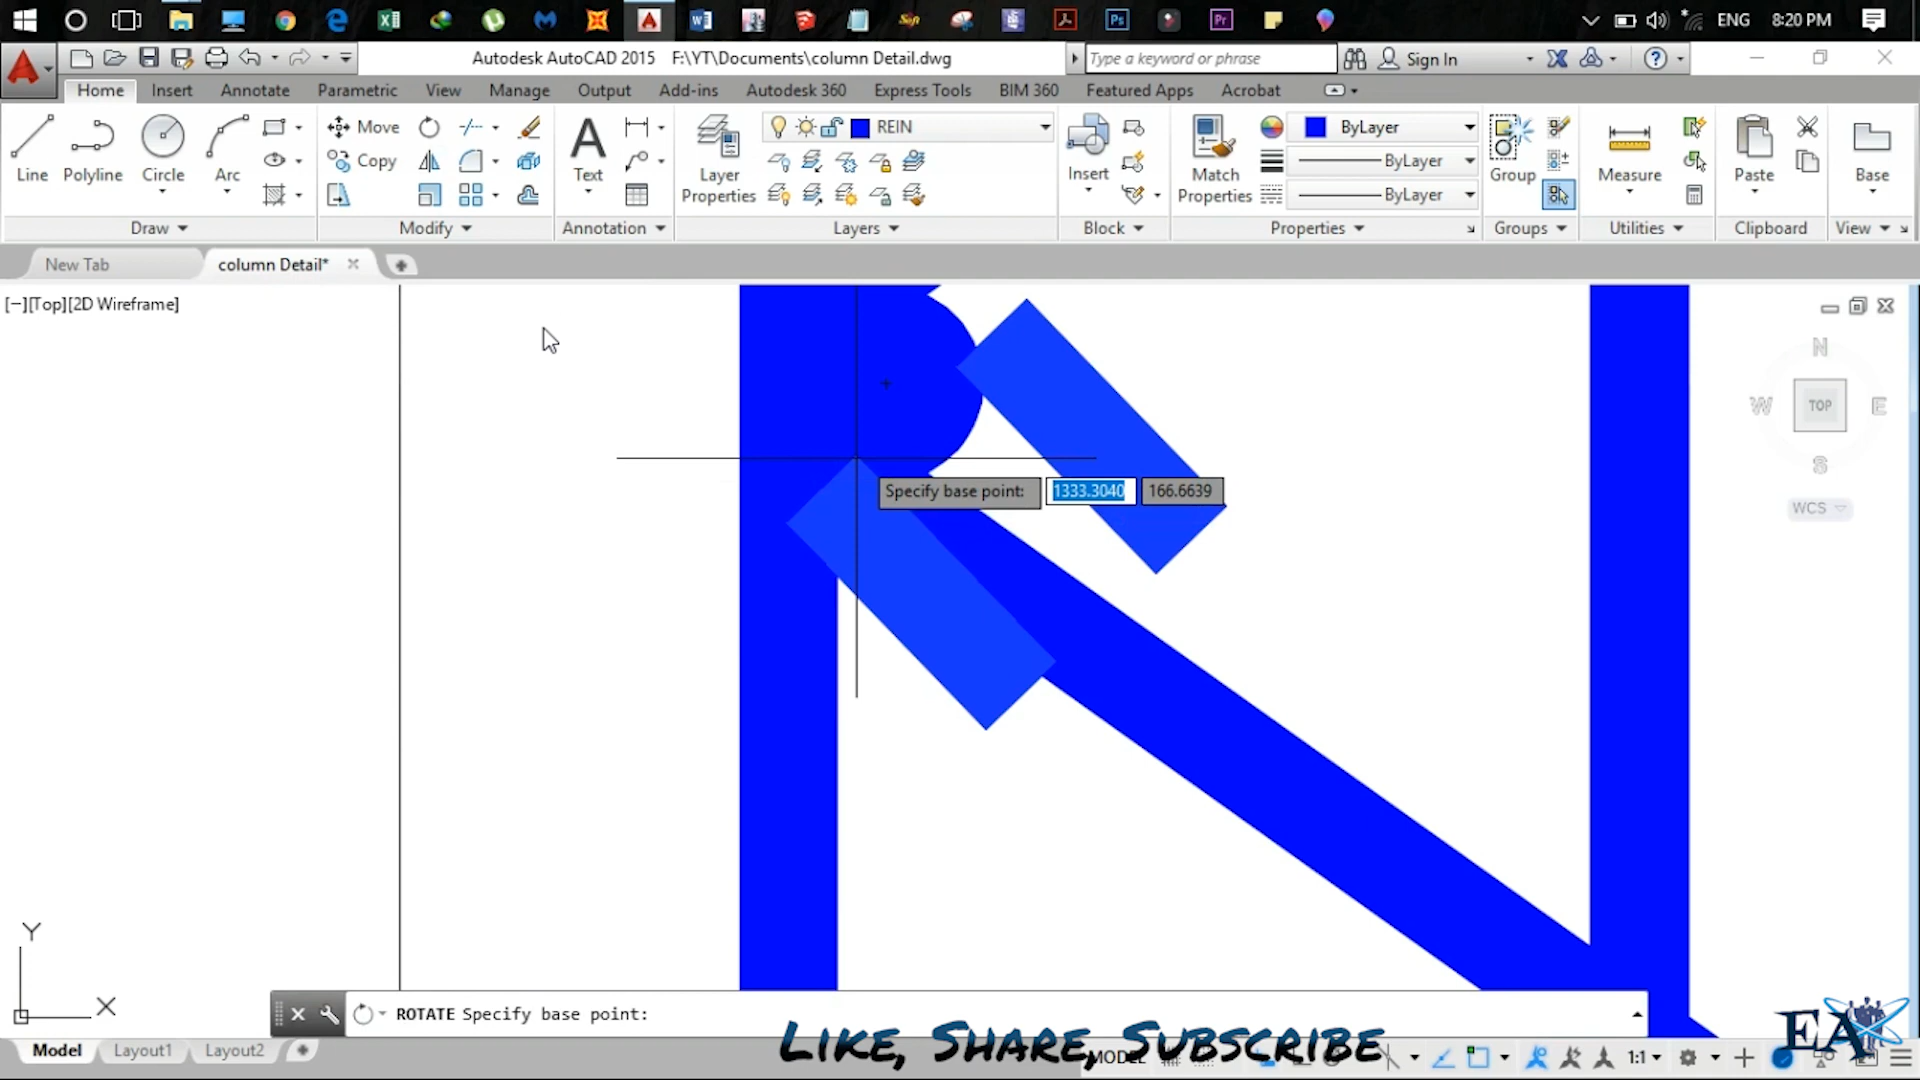 ENG 8:20 PM
Autodesk AutoCAD 2015 F:\YT\Documents\column Detail.dwg
Type a keyword or phrase
Sign In
Home Insert Annotate Parametric View Manage Output Add-ins Autodesk 360 Express Tools BIM 360 Featured Apps Acrobat
Line Polyline Circle Arc
Move
Copy
Text
Layer Properties
REIN
Insert
Match Properties
ByLayer
ByLayer
ByLayer
Group
Measure
Paste
Base
Draw Modify Annotation Layers Block Properties Groups Utilities Clipboard View
New Tab
column Detail*
[−][Top][2D Wireframe]
N
W TOP E
S
WCS
Specify base point: 1333.3040 166.6639
Y
X
ROTATE Specify base point:
LIKE, SHARE, SUBSCRIBE
EA
Model Layout1 Layout2
MODEL
1:1